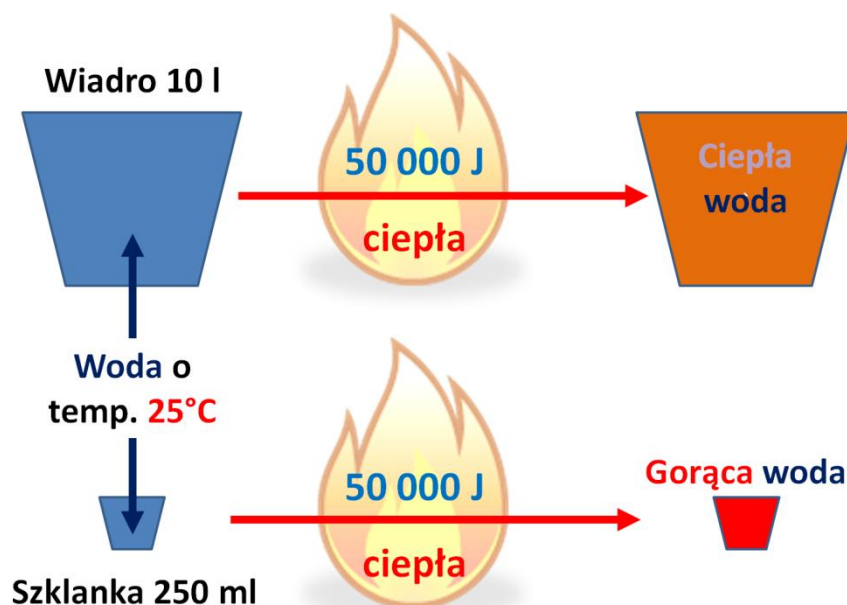 Wiadro 10 l
50 000 J
ciepła
Ciepła
woda
Woda o
temp. 25°C
50 000 J
ciepła
Gorąca woda
Szklanka 250 ml